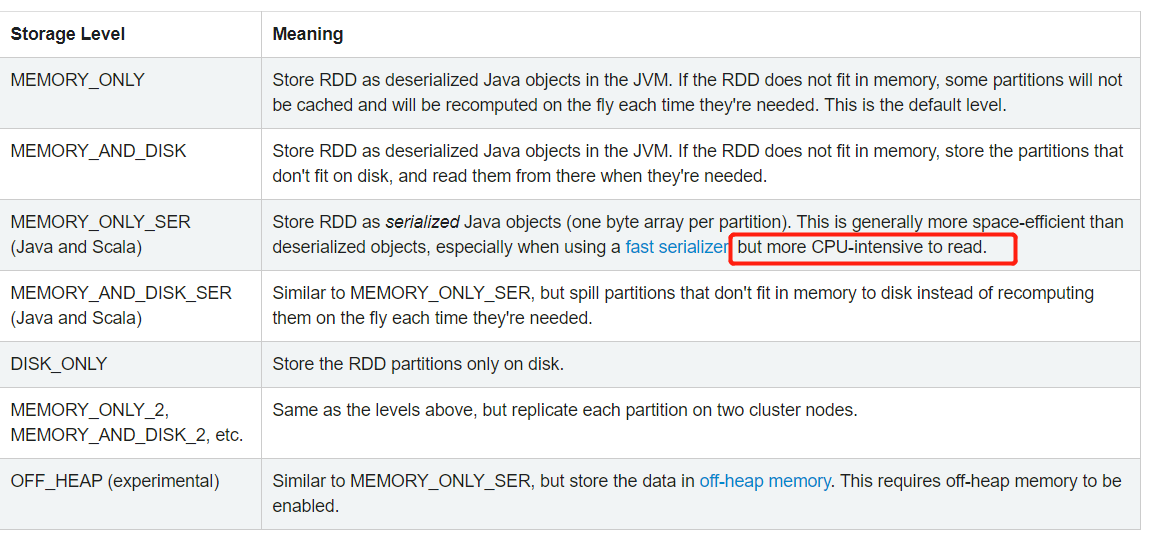 Storage Level Meaning
MEMORY_ONLY Store RDD as deserialized Java objects in the JVM. If the RDD does not fit in memory, some partitions will not
be cached and will be recomputed on the fly each time they're needed. This is the default level.
MEMORY_AND_DISK Store RDD as deserialized Java objects in the JVM. If the RDD does not fit in memory, store the partitions that
don't fit on disk, and read them from there when they're needed.
MEMORY_ONLY_SER Store RDD as serialized Java objects (one byte array per partition). This is generally more space-efficient than
(Java and Scala) deserialized objects, especially when using a fast serializer but more CPU-intensive to read.
MEMORY_AND_DISK_SER Similar to MEMORY_ONLY_SER, but spill partitions that don't fit in memory to disk instead of recomputing
(Java and Scala) them on the fly each time they're needed.
DISK_ONLY Store the RDD partitions only on disk.
MEMORY_ONLY_2, Same as the levels above, but replicate each partition on two cluster nodes.
MEMORY_AND_DISK_2, etc.
OFF_HEAP (experimental) Similar to MEMORY_ONLY_SER, but store the data in off-heap memory. This requires off-heap memory to be
enabled.